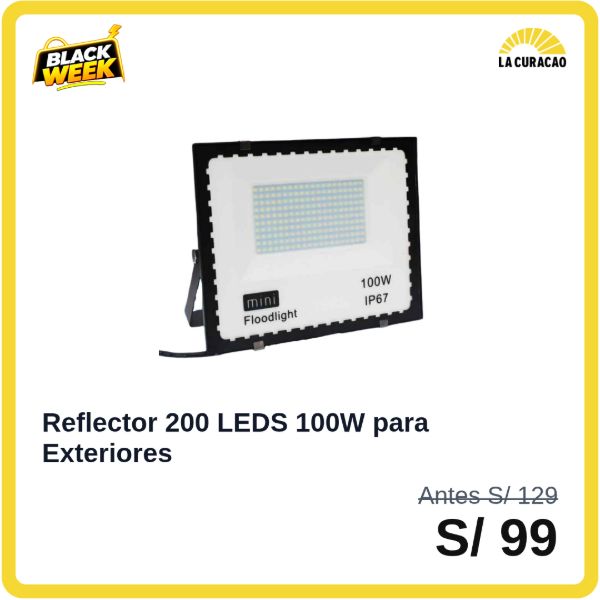 BLACK
WEEK
LA CURACAO
100W
IP67
mini
Floodlight
Reflector 200 LEDS 100W para
Exteriores
Antes S/ 129
S/ 99